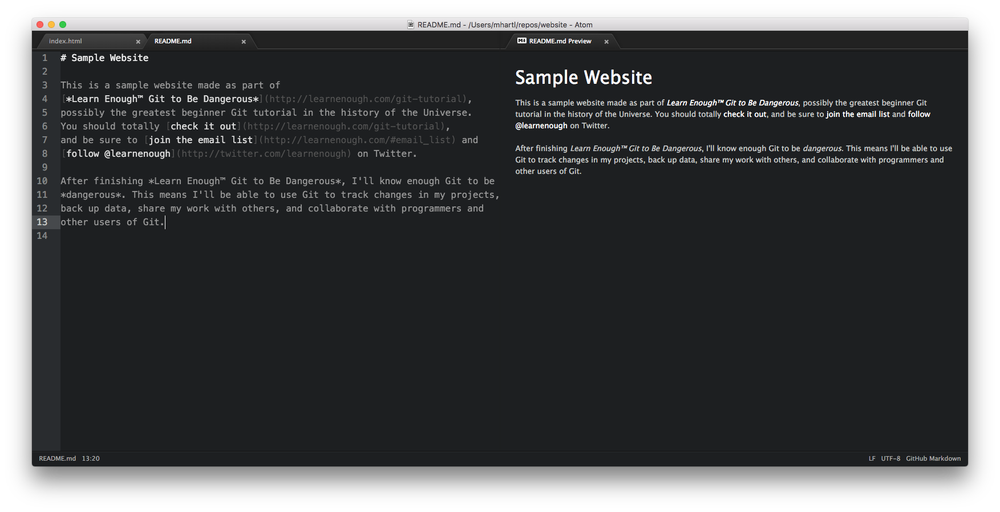 README.md - /Users/mhartl/repos/website - Atom
index.html
README.md
README.md Preview
1 # Sample Website
2
3 This is a sample website made as part of
4 [*Learn Enough™ Git to Be Dangerous*](http://learnenough.com/git-tutorial),
5 possibly the greatest beginner Git tutorial in the history of the Universe.
6 You should totally [check it out](http://learnenough.com/git-tutorial),
7 and be sure to [join the email list](http://learnenough.com/#email_list) and
8 [follow @learnenough](http://twitter.com/learnenough) on Twitter.
9
10 After finishing *Learn Enough™ Git to Be Dangerous*, I'll know enough Git to be
11 *dangerous*. This means I'll be able to use Git to track changes in my projects,
12 back up data, share my work with others, and collaborate with programmers and
13 other users of Git.
14
Sample Website
This is a sample website made as part of Learn Enough™ Git to Be Dangerous, possibly the greatest beginner Git
tutorial in the history of the Universe. You should totally check it out, and be sure to join the email list and follow
@learnenough on Twitter.
After finishing Learn Enough™ Git to Be Dangerous, I'll know enough Git to be dangerous. This means I'll be able to use
Git to track changes in my projects, back up data, share my work with others, and collaborate with programmers and
other users of Git.
README.md 13:20
LF UTF-8 GitHub Markdown